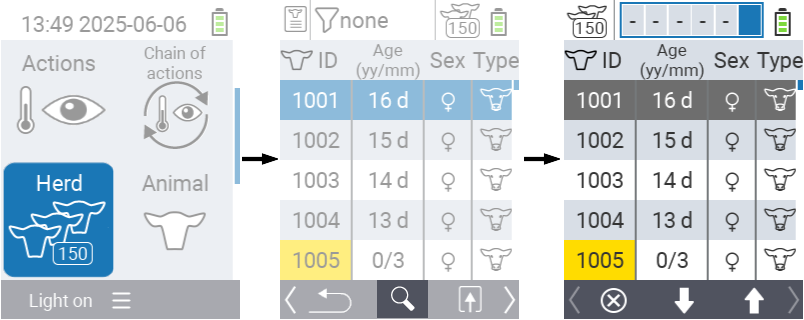 13:49 2025-06-06
Actions
Chain of
actions
Herd
150
Animal
Light on
none
150
ID Age (yy/mm) Sex Type
1001 16 d ♀
1002 15 d ♀
1003 14 d ♀
1004 13 d ♀
1005 0/3 ♀
150
- - - - -
ID Age (yy/mm) Sex Type
1001 16 d ♀
1002 15 d ♀
1003 14 d ♀
1004 13 d ♀
1005 0/3 ♀